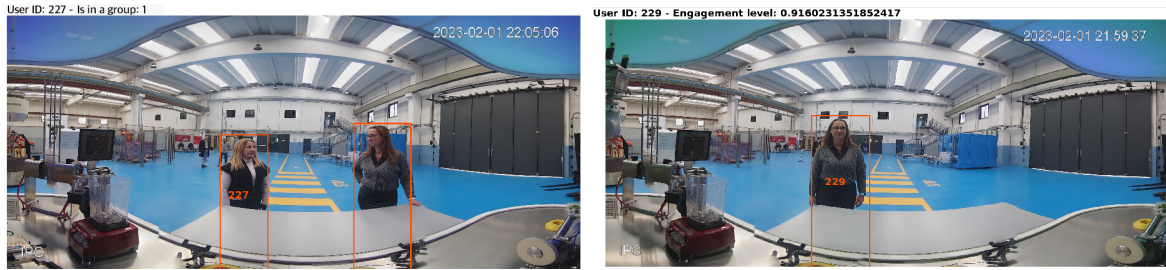 User ID: 227 - Is in a group: 1
2023-02-01 22:05:06
227
IPC
User ID: 229 - Engagement level: 0.9160231351852417
2023-02-01 21:59:37
229
IPC